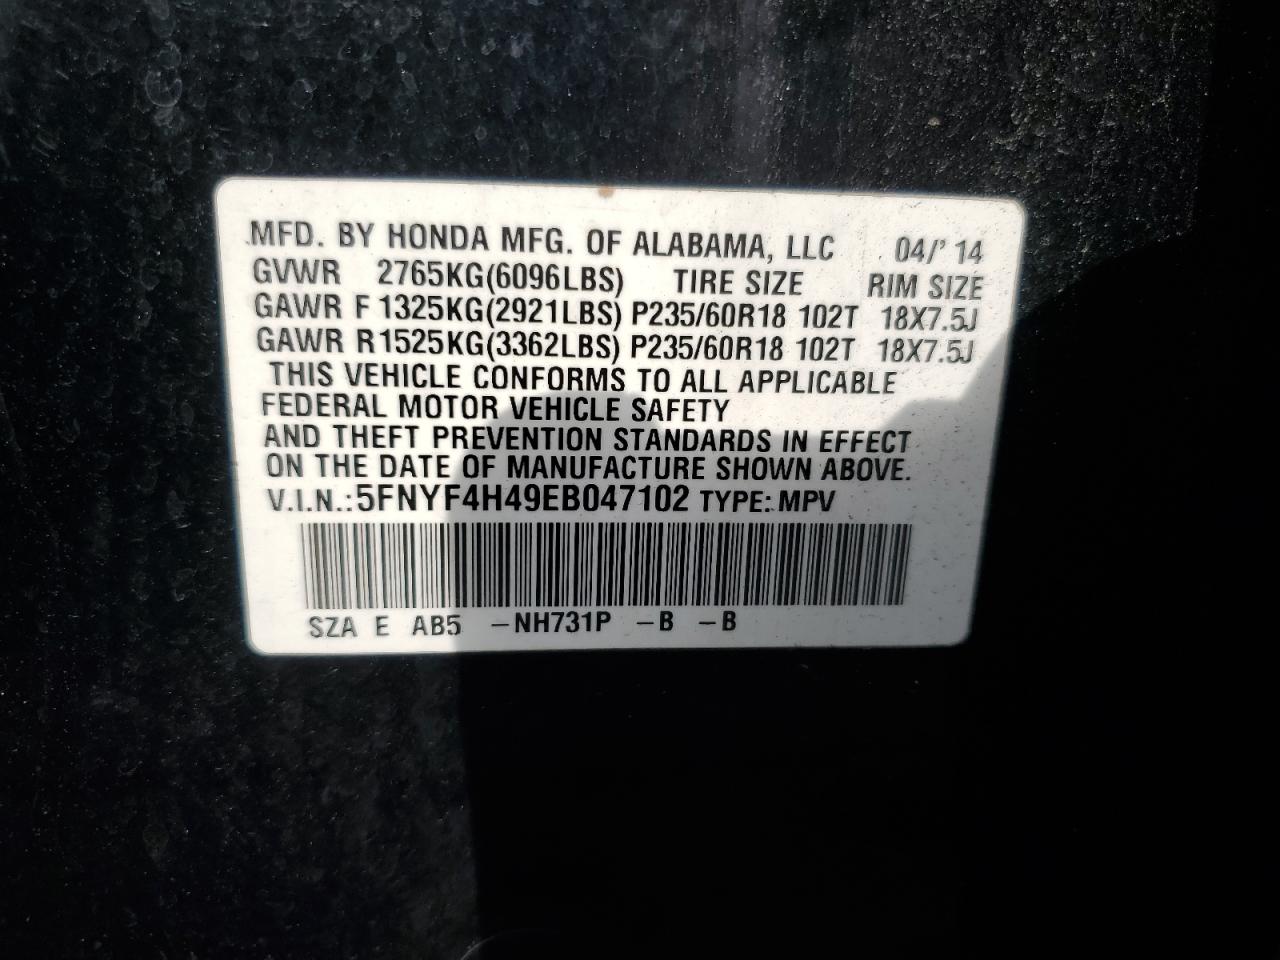 MFD. BY HONDA MFG. OF ALABAMA, LLC 04/' 14
GVWR 2765KG(6096LBS) TIRE SIZE RIM SIZE
GAWR F 1325KG(2921LBS) P235/60R18 102T 18X7.5J
GAWR R1525KG(3362LBS) P235/60R18 102T 18X7.5J
THIS VEHICLE CONFORMS TO ALL APPLICABLE
FEDERAL MOTOR VEHICLE SAFETY
AND THEFT PREVENTION STANDARDS IN EFFECT
ON THE DATE OF MANUFACTURE SHOWN ABOVE.
V.I.N.: 5FNYF4H49EB047102 TYPE: MPV
SZA E AB5 –NH731P –B –B